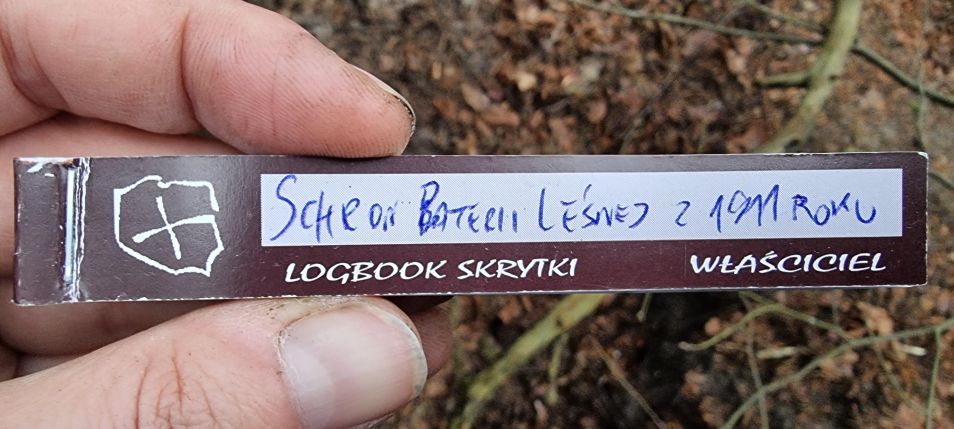 SCHRON BATERII LEŚNEJ Z 1911 ROKU
LOGBOOK SKRYTKI WŁAŚCICIEL